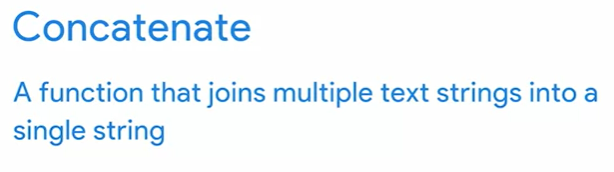 Concatenate
A function that joins multiple text strings into a
single string